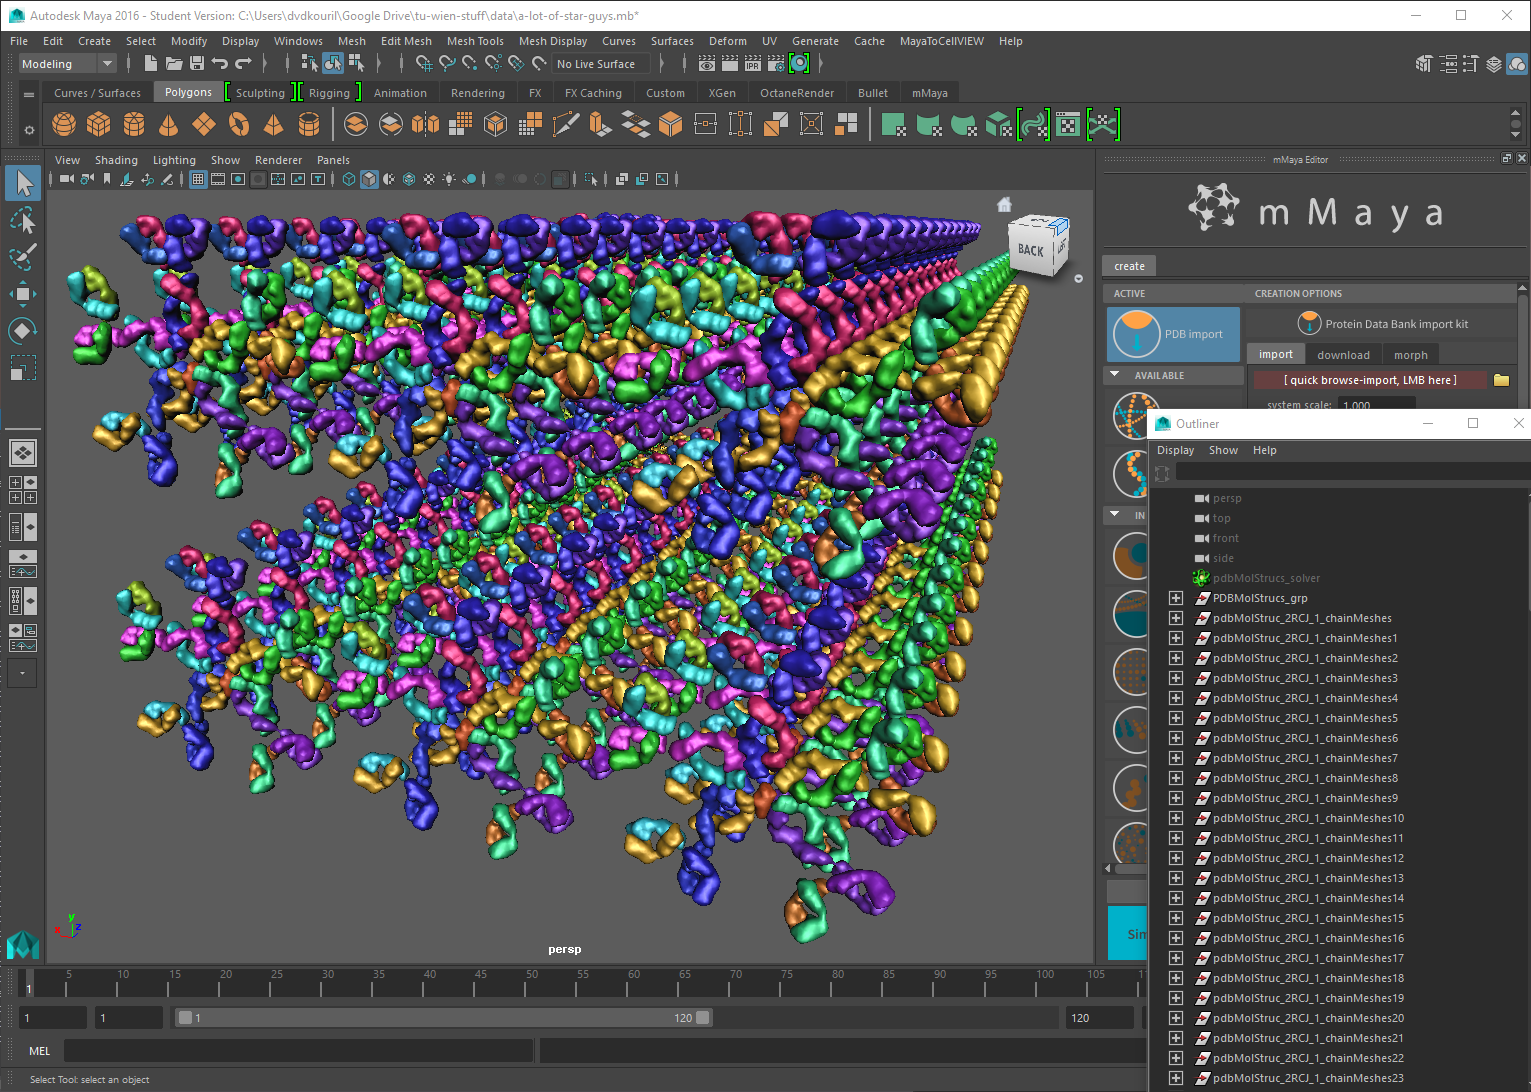 Autodesk Maya 2016 - Student Version: C:\Users\dvdkouril\Google Drive\tu-wien-stuff\data\a-lot-of-star-guys.mb*
File Edit Create Select Modify Display Windows Mesh Edit Mesh Mesh Tools Mesh Display Curves Surfaces Deform UV Generate Cache MayaToCellVIEW Help
Modeling No Live Surface IPR
Curves / Surfaces Polygons Sculpting Rigging Animation Rendering FX FX Caching Custom XGen OctaneRender Bullet mMaya
View Shading Lighting Show Renderer Panels
BACK
persp
y
x
z
mMaya Editor
mMaya
create
ACTIVE CREATION OPTIONS
PDB import Protein Data Bank import kit
import download morph
AVAILABLE
[ quick browse-import, LMB here ]
system scale: 1.000
IN
Sim
Outliner
Display Show Help
persp
top
front
side
pdbMolStrucs_solver
PDBMolStrucs_grp
pdbMolStruc_2RCJ_1_chainMeshes
pdbMolStruc_2RCJ_1_chainMeshes1
pdbMolStruc_2RCJ_1_chainMeshes2
pdbMolStruc_2RCJ_1_chainMeshes3
pdbMolStruc_2RCJ_1_chainMeshes4
pdbMolStruc_2RCJ_1_chainMeshes5
pdbMolStruc_2RCJ_1_chainMeshes6
pdbMolStruc_2RCJ_1_chainMeshes7
pdbMolStruc_2RCJ_1_chainMeshes8
pdbMolStruc_2RCJ_1_chainMeshes9
pdbMolStruc_2RCJ_1_chainMeshes10
pdbMolStruc_2RCJ_1_chainMeshes11
pdbMolStruc_2RCJ_1_chainMeshes12
pdbMolStruc_2RCJ_1_chainMeshes13
pdbMolStruc_2RCJ_1_chainMeshes14
pdbMolStruc_2RCJ_1_chainMeshes15
pdbMolStruc_2RCJ_1_chainMeshes16
pdbMolStruc_2RCJ_1_chainMeshes17
pdbMolStruc_2RCJ_1_chainMeshes18
pdbMolStruc_2RCJ_1_chainMeshes19
pdbMolStruc_2RCJ_1_chainMeshes20
pdbMolStruc_2RCJ_1_chainMeshes21
pdbMolStruc_2RCJ_1_chainMeshes22
pdbMolStruc_2RCJ_1_chainMeshes23
5 10 15 20 25 30 35 40 45 50 55 60 65 70 75 80 85 90 95 100 105
1
1 1 1 120 120
MEL
Select Tool: select an object